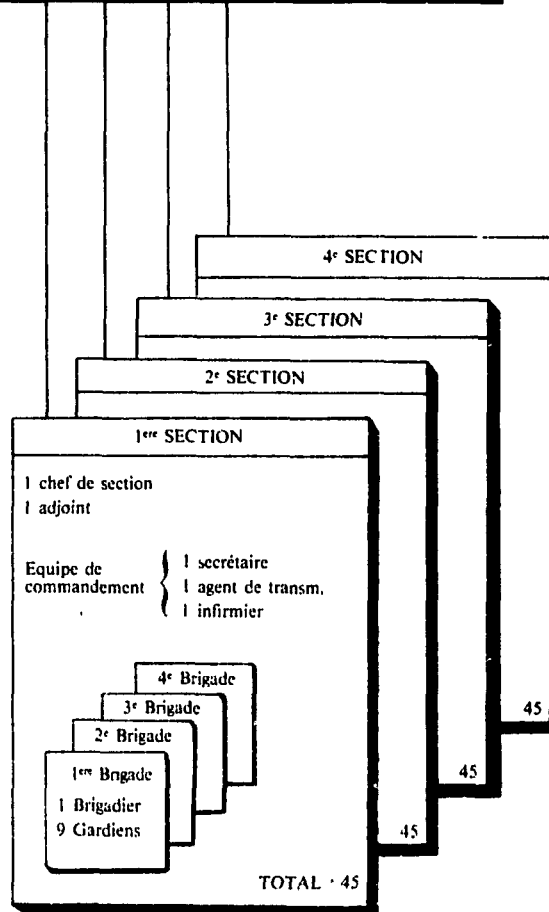 4e SECTION
3e SECTION
2e SECTION
1ere SECTION
1 chef de section
1 adjoint
Equipe de
commandement
{
1 secrétaire
1 agent de transm.
1 infirmier
4e Brigade
3e Brigade
2e Brigade
1ere Brigade
1 Brigadier
9 Gardiens
45
45
45
TOTAL · 45